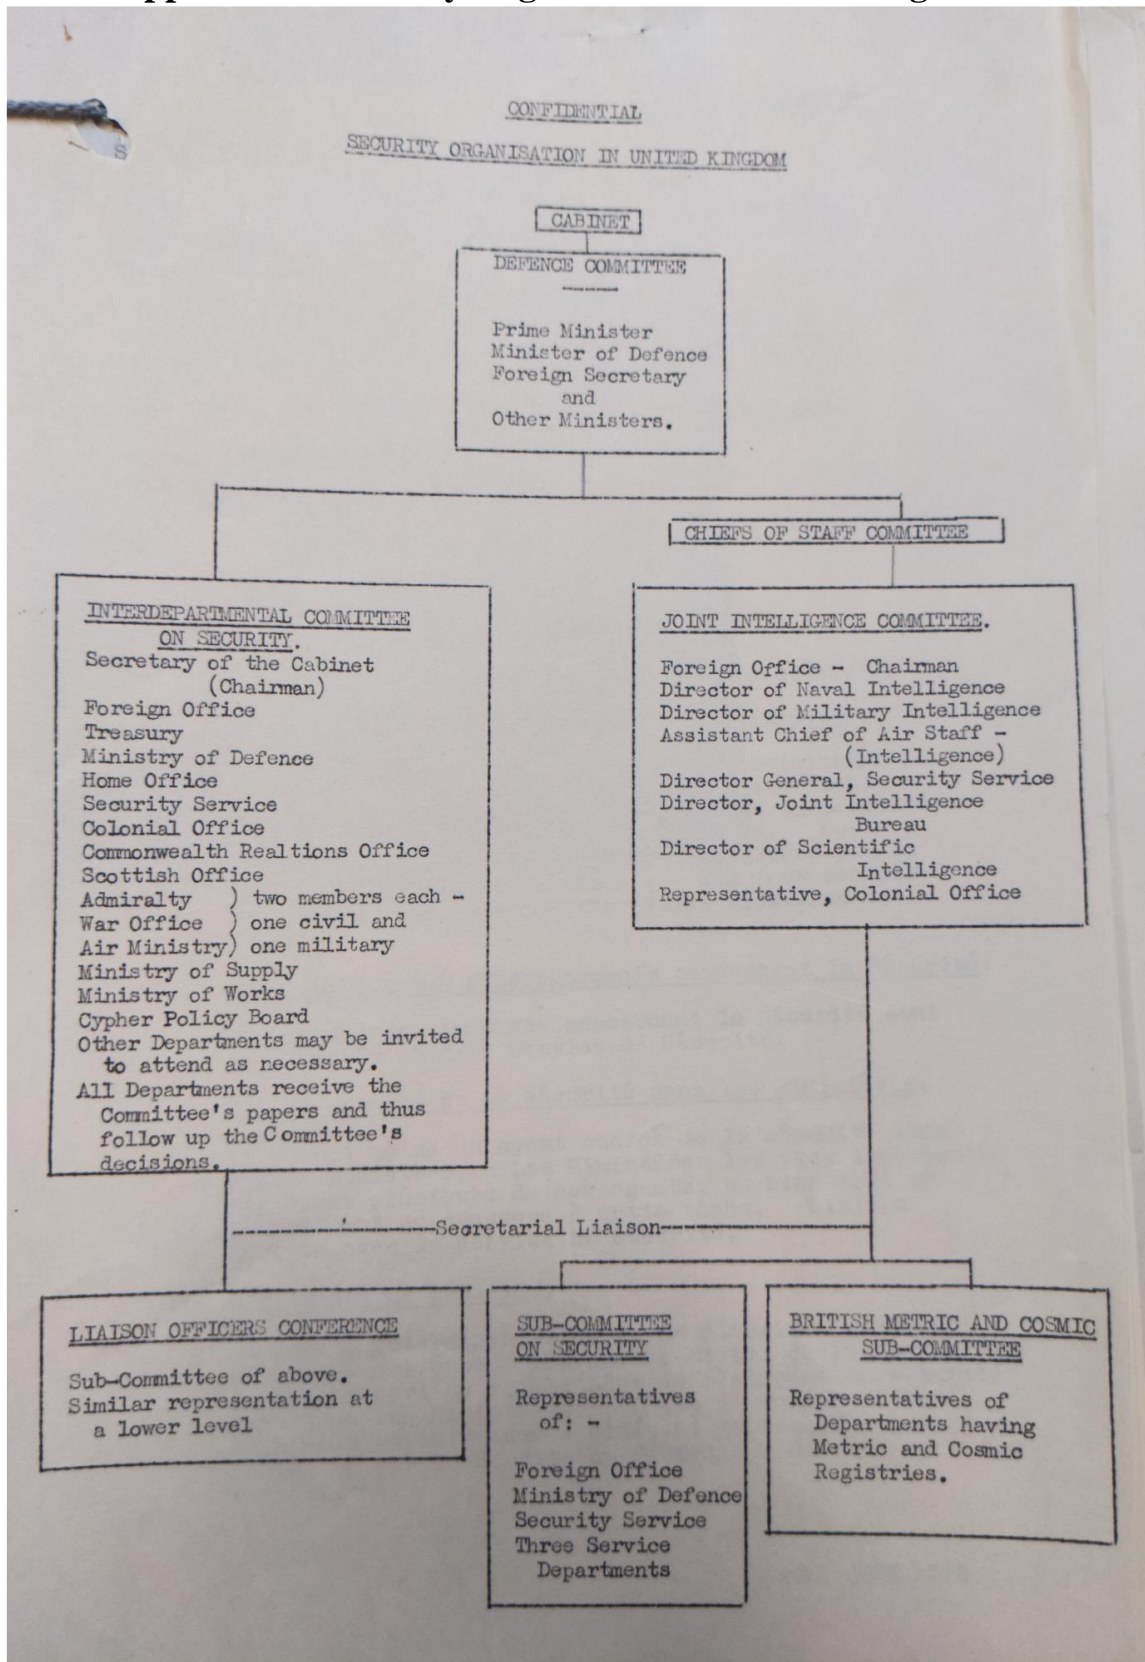 CONFIDENTIAL
SECURITY ORGANISATION IN UNITED KINGDOM
CABINET
DEFENCE COMMITTEE
Prime Minister
Minister of Defence
Foreign Secretary
and
Other Ministers.
CHIEFS OF STAFF COMMITTEE
INTERDEPARTMENTAL COMMITTEE
ON SECURITY.
Secretary of the Cabinet
(Chairman)
Foreign Office
Treasury
Ministry of Defence
Home Office
Security Service
Colonial Office
Commonwealth Realtions Office
Scottish Office
Admiralty ) two members each -
War Office ) one civil and
Air Ministry) one military
Ministry of Supply
Ministry of Works
Cypher Policy Board
Other Departments may be invited
to attend as necessary.
All Departments receive the
Committee's papers and thus
follow up the Committee's
decisions.
JOINT INTELLIGENCE COMMITTEE.
Foreign Office - Chairman
Director of Naval Intelligence
Director of Military Intelligence
Assistant Chief of Air Staff -
(Intelligence)
Director General, Security Service
Director, Joint Intelligence
Bureau
Director of Scientific
Intelligence
Representative, Colonial Office
Secretarial Liaison
LIAISON OFFICERS CONFERENCE
Sub-Committee of above.
Similar representation at
a lower level
SUB-COMMITTEE
ON SECURITY
Representatives
of: -
Foreign Office
Ministry of Defence
Security Service
Three Service
Departments
BRITISH METRIC AND COSMIC
SUB-COMMITTEE
Representatives of
Departments having
Metric and Cosmic
Registries.